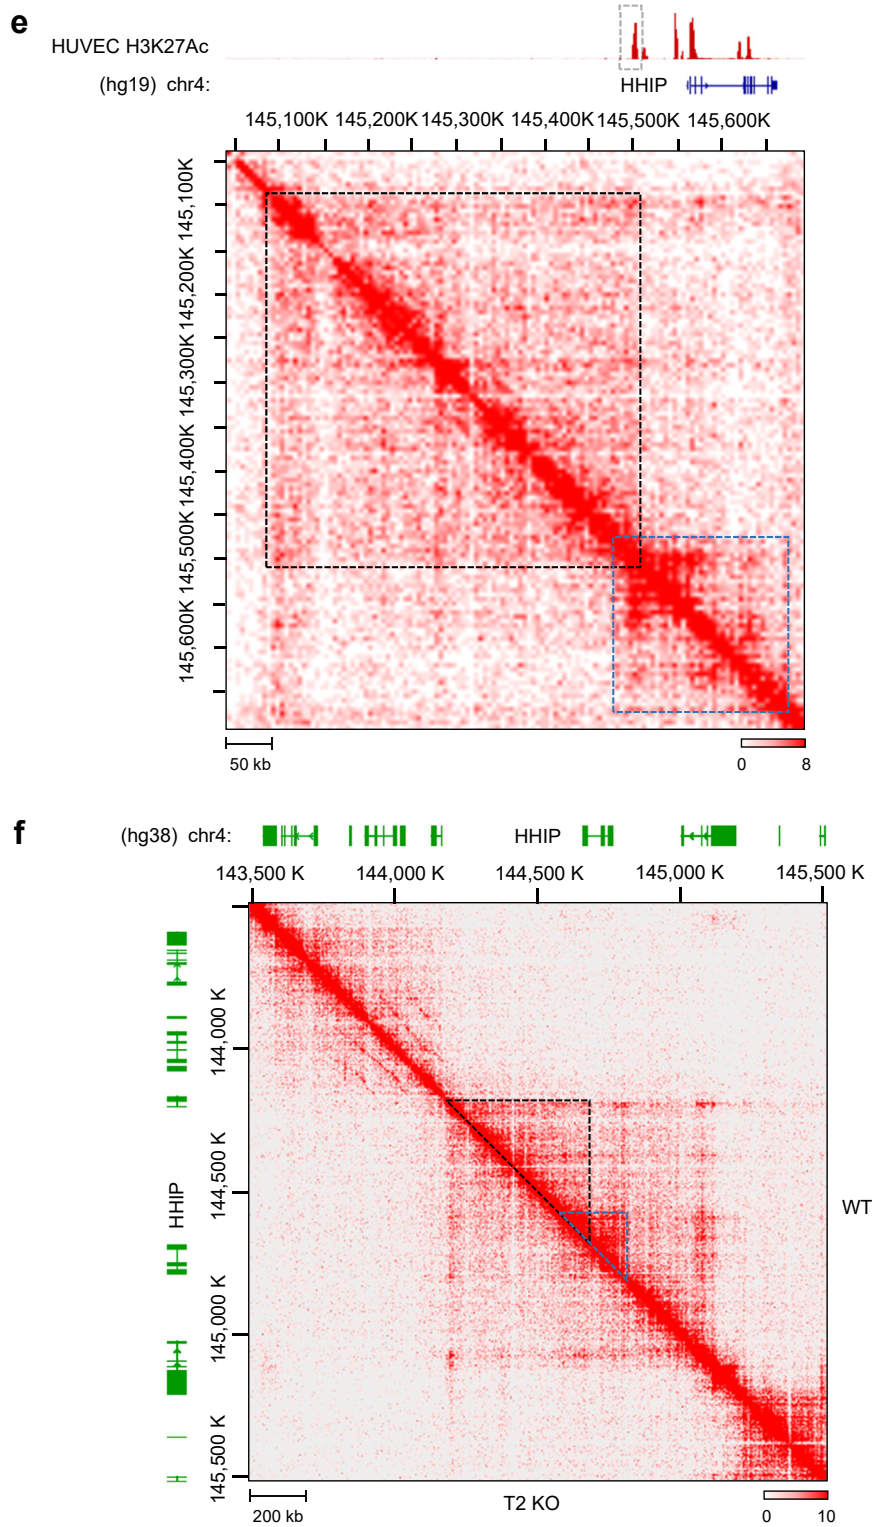 e
HUVEC H3K27Ac
(hg19) chr4:
HHIP
145,100K 145,200K 145,300K 145,400K 145,500K 145,600K
145,100K
145,200K
145,300K
145,400K
145,500K
145,600K
50 kb
0 8
f
(hg38) chr4:
HHIP
143,500 K 144,000 K 144,500 K 145,000 K 145,500 K
144,000 K
144,500 K
145,000 K
145,500 K
HHIP
WT
200 kb
T2 KO
0 10